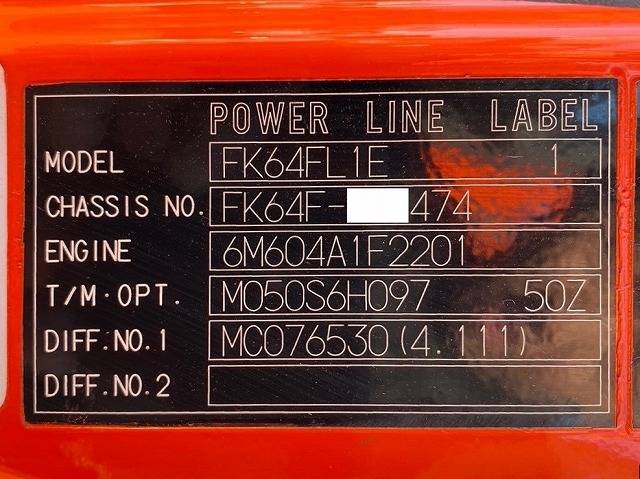 POWER LINE LABEL
MODEL FK64FL1E 1
CHASSIS NO. FK64F- 474
ENGINE 6M604A1F2201
T/M·OPT. M050S6H097 50Z
DIFF.NO.1 MC076530(4.111)
DIFF.NO.2